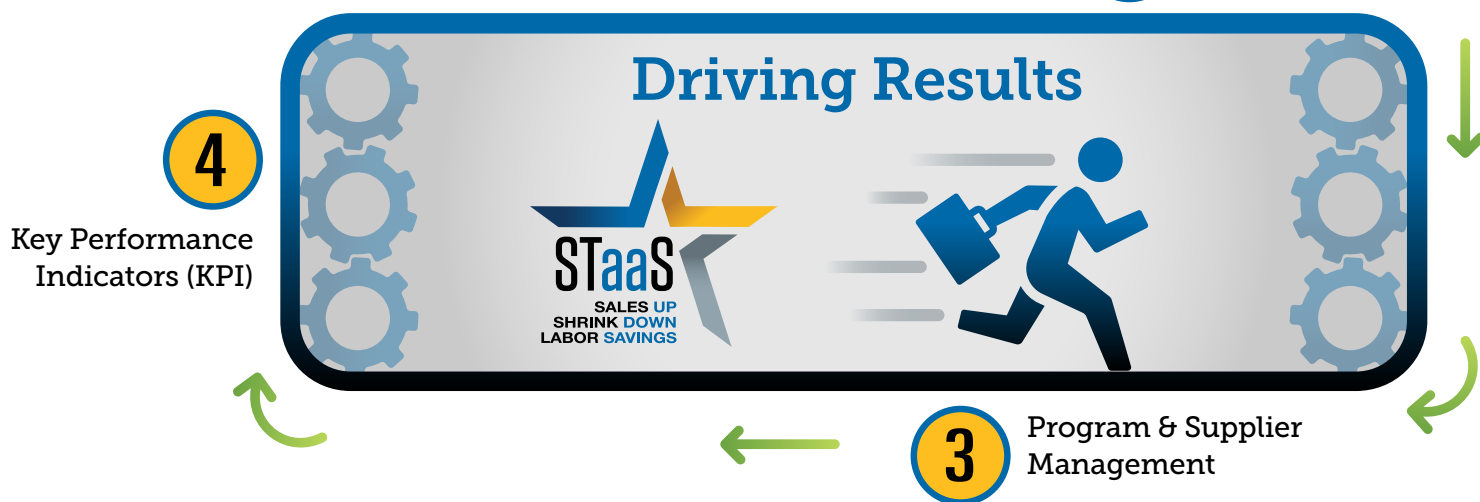 Driving Results
4
Key Performance
Indicators (KPI)
STaaS
SALES UP
SHRINK DOWN
LABOR SAVINGS
3
Program & Supplier
Management